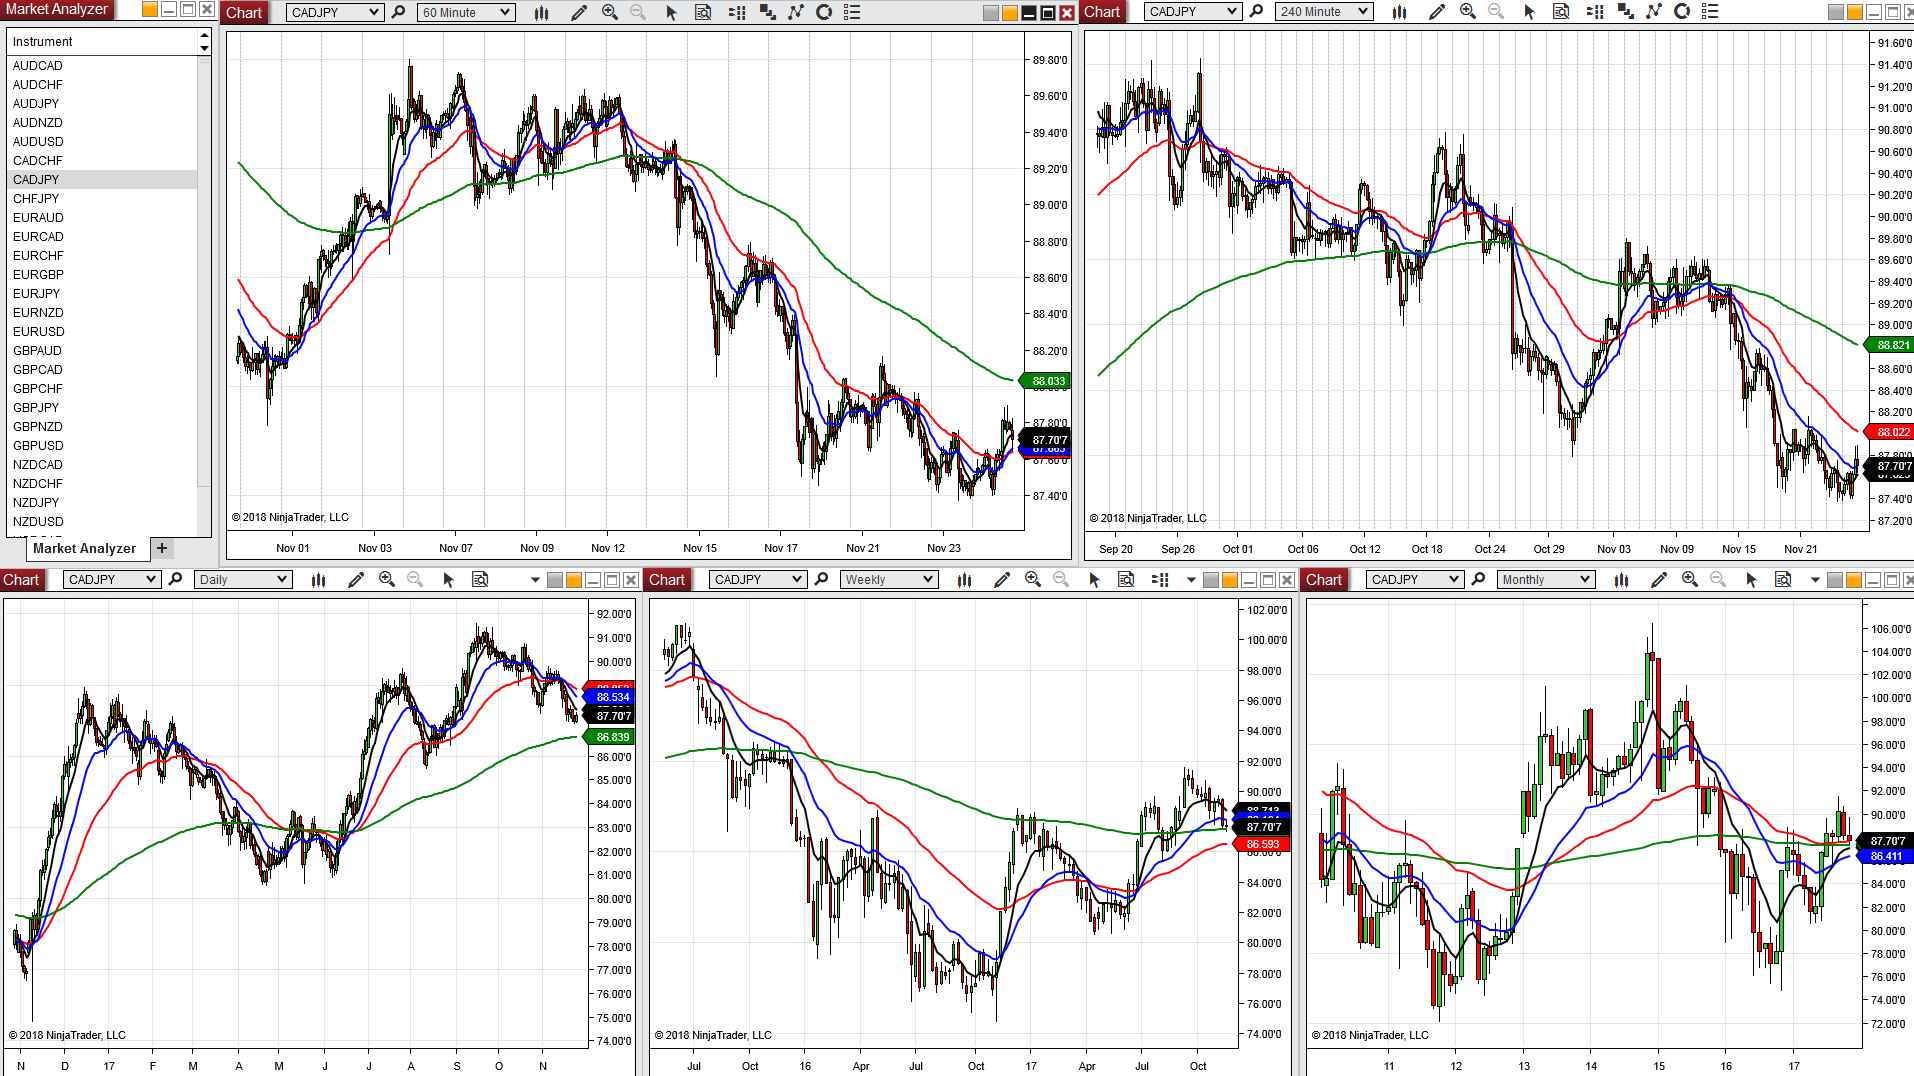 Market Analyzer
Instrument
AUDCAD
AUDCHF
AUDJPY
AUDNZD
AUDUSD
CADCHF
CADJPY
CHFJPY
EURAUD
EURCAD
EURCHF
EURGBP
EURJPY
EURNZD
EURUSD
GBPAUD
GBPCAD
GBPCHF
GBPJPY
GBPNZD
GBPUSD
NZDCAD
NZDCHF
NZDJPY
NZDUSD
Market Analyzer +
Chart CADJPY 60 Minute
89.80'0
89.60'0
89.40'0
89.20'0
89.00'0
88.80'0
88.60'0
88.40'0
88.20'0
88.033
87.80'0
87.70'7
87.60'0
87.40'0
© 2018 NinjaTrader, LLC
Nov 01 Nov 03 Nov 07 Nov 09 Nov 12 Nov 15 Nov 17 Nov 21 Nov 23
Chart CADJPY 240 Minute
91.60'0
91.40'0
91.20'0
91.00'0
90.80'0
90.60'0
90.40'0
90.20'0
90.00'0
89.80'0
89.60'0
89.40'0
89.20'0
89.00'0
88.821
88.60'0
88.40'0
88.20'0
88.022
87.80'0
87.70'7
87.40'0
87.20'0
© 2018 NinjaTrader, LLC
Sep 20 Sep 26 Oct 01 Oct 06 Oct 12 Oct 18 Oct 24 Oct 29 Nov 03 Nov 09 Nov 15 Nov 21
Chart CADJPY Daily
92.00'0
91.00'0
90.00'0
88.534
87.70'7
86.839
86.00'0
85.00'0
84.00'0
83.00'0
82.00'0
81.00'0
80.00'0
79.00'0
78.00'0
77.00'0
76.00'0
75.00'0
74.00'0
© 2018 NinjaTrader, LLC
N D 17 F M A M J J A S O N
Chart CADJPY Weekly
102.00'0
100.00'0
98.00'0
96.00'0
94.00'0
92.00'0
90.00'0
87.70'7
86.593
84.00'0
82.00'0
80.00'0
78.00'0
76.00'0
74.00'0
© 2018 NinjaTrader, LLC
Jul Oct 16 Apr Jul Oct 17 Apr Jul Oct
Chart CADJPY Monthly
106.00'0
104.00'0
102.00'0
100.00'0
98.00'0
96.00'0
94.00'0
92.00'0
90.00'0
87.70'7
86.411
84.00'0
82.00'0
80.00'0
78.00'0
76.00'0
74.00'0
72.00'0
© 2018 NinjaTrader, LLC
11 12 13 14 15 16 17